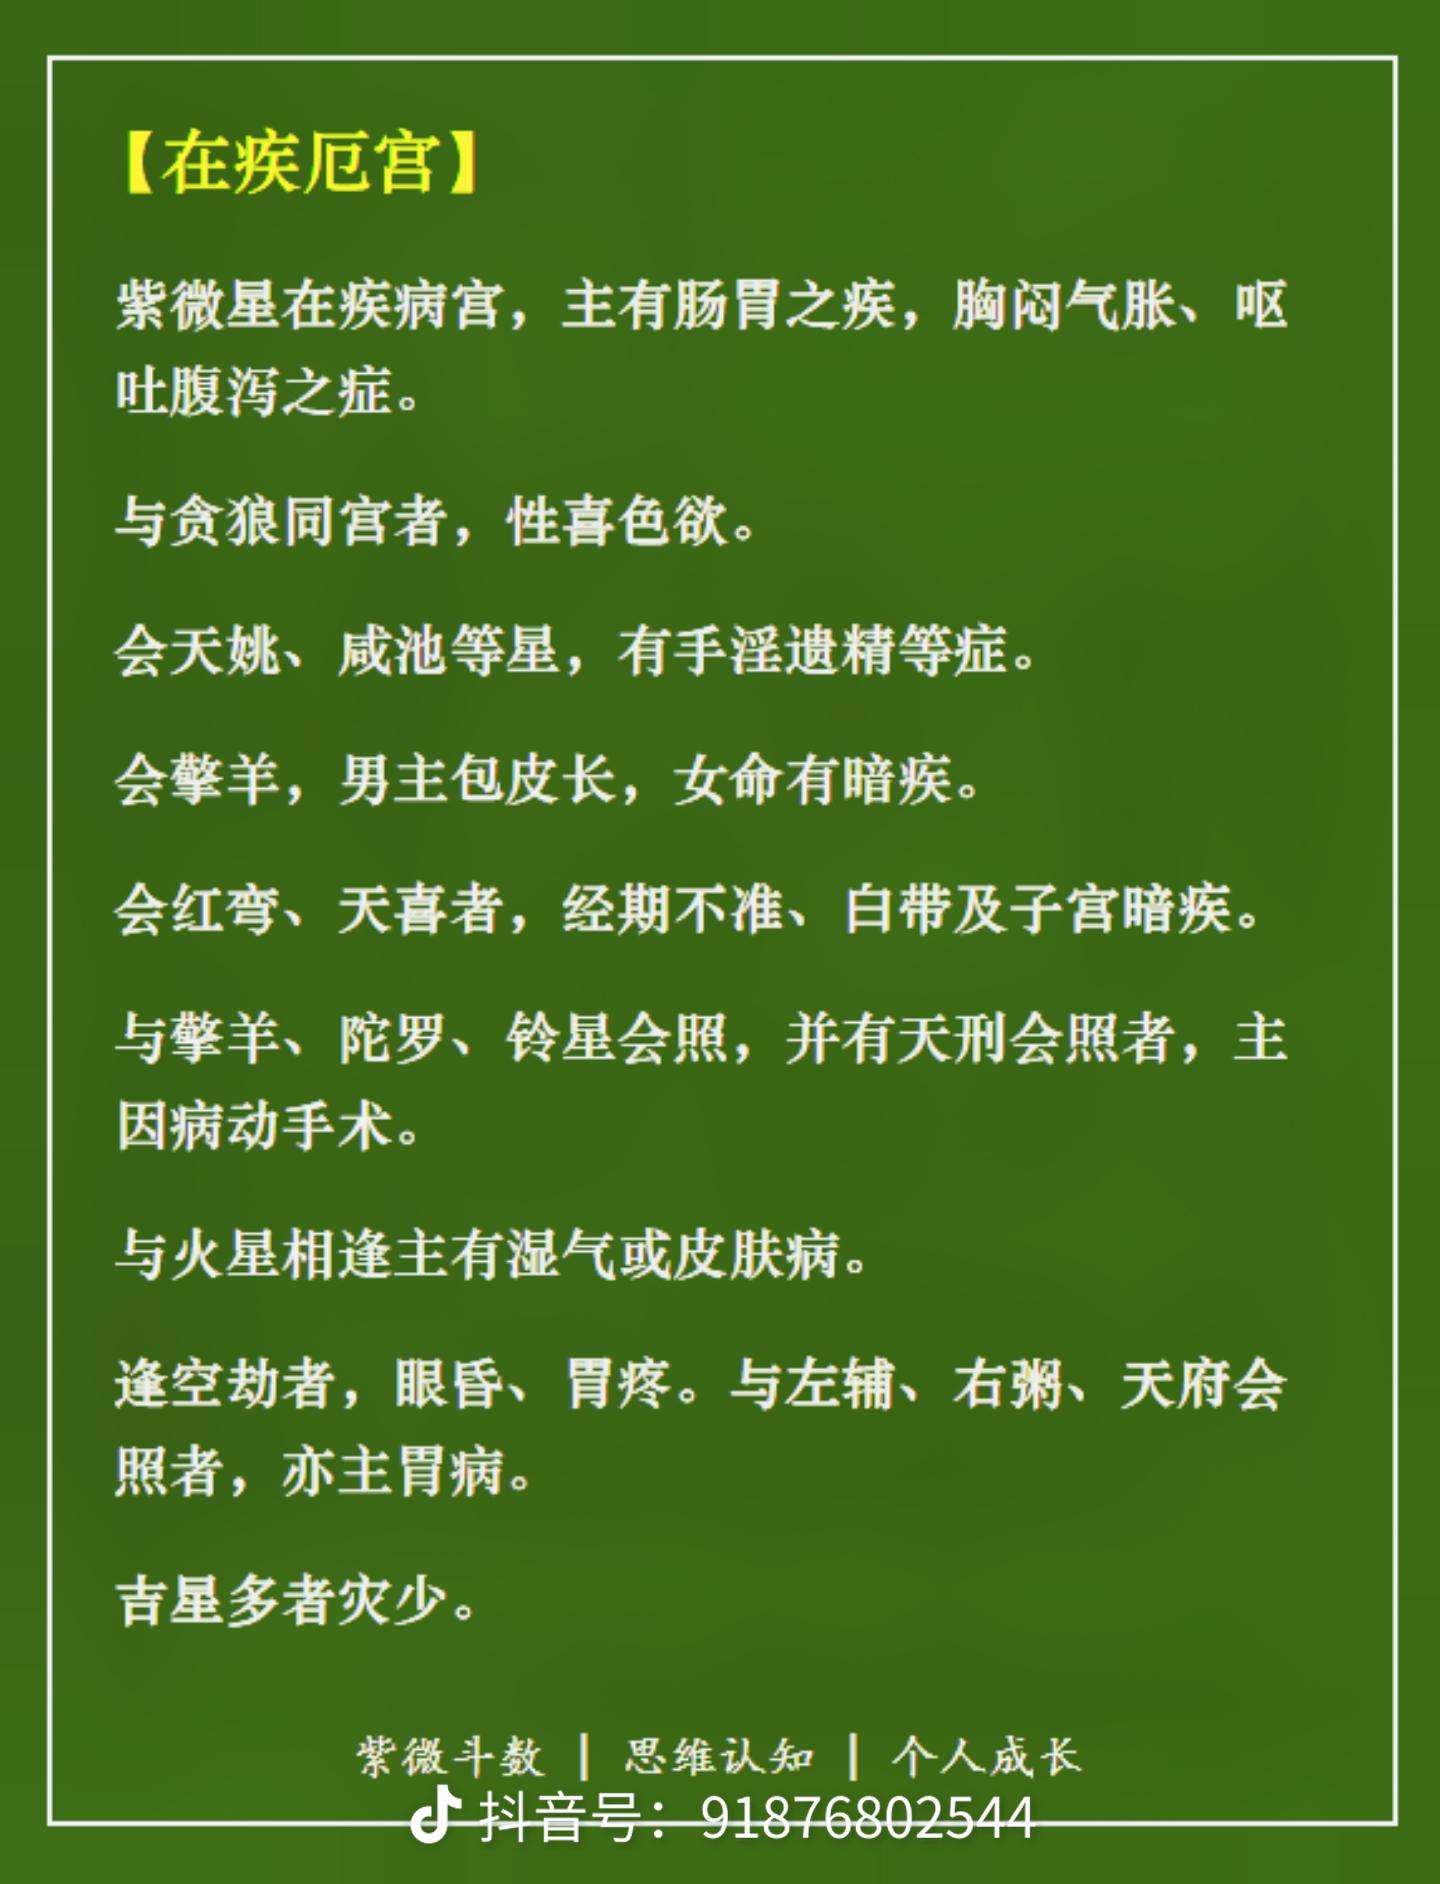 【在疾厄宫】
紫微星在疾病宫，主有肠胃之疾，胸闷气胀、呕
吐腹泻之症。
与贪狼同宫者，性喜色欲。
会天姚、咸池等星，有手淫遗精等症。
会擎羊，男主包皮长，女命有暗疾。
会红弯、天喜者，经期不准、白带及子宫暗疾。
与擎羊、陀罗、铃星会照，并有天刑会照者，主
因病动手术。
与火星相逢主有湿气或皮肤病。
逢空劫者，眼昏、胃疼。与左辅、右粥、天府会
照者，亦主胃病。
吉星多者灾少。
紫微斗数 | 思维认知 | 个人成长
抖音号：91876802544